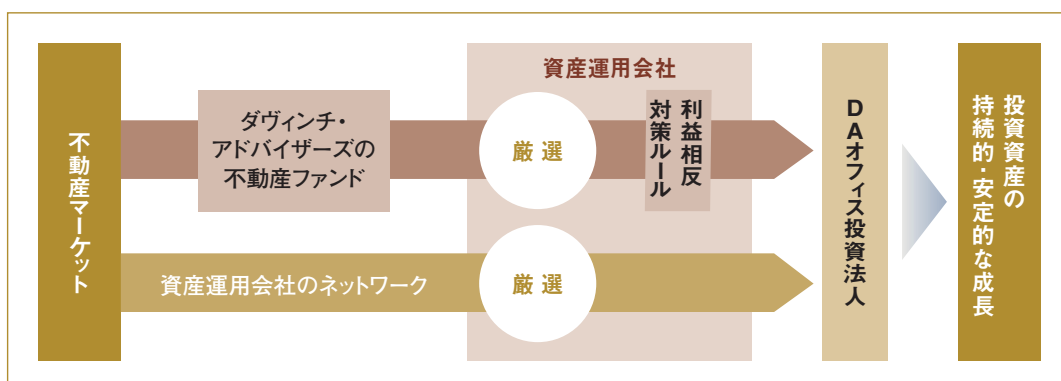 不動産マーケット
ダヴィンチ・
アドバイザーズの
不動産ファンド
資産運用会社
厳選
利益相反
対策ルール
資産運用会社のネットワーク
厳選
DAオフィス投資法人
投資資産の
持続的・安定的な成長